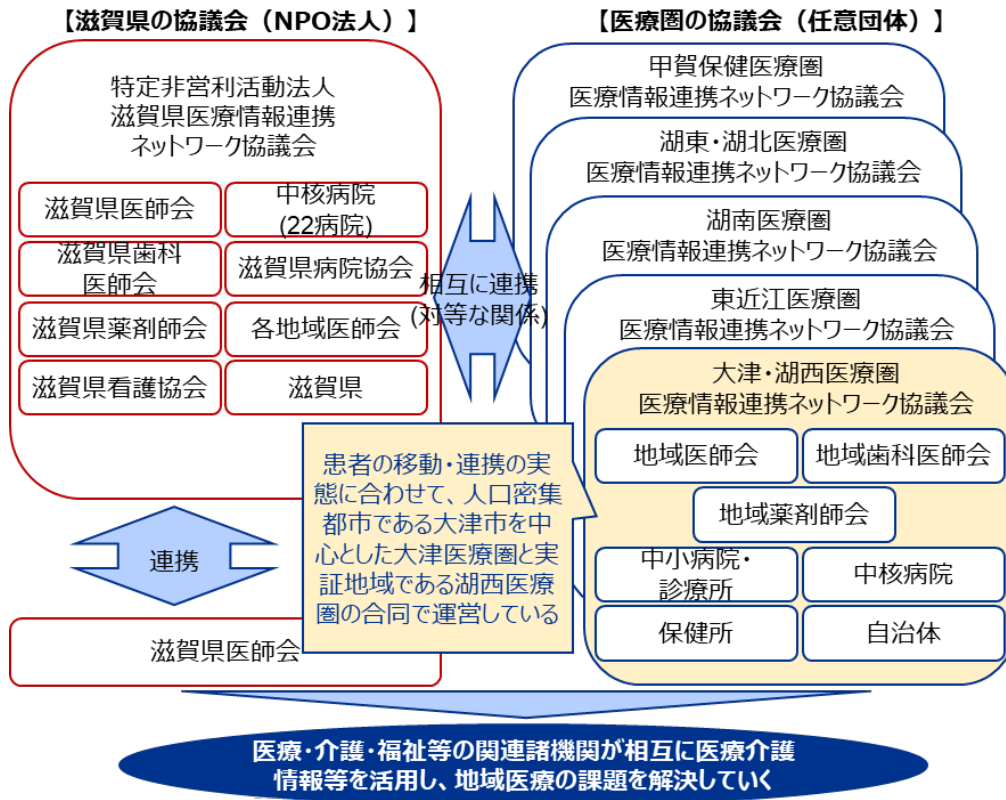 【滋賀県の協議会（NPO法人）】
特定非営利活動法人
滋賀県医療情報連携
ネットワーク協議会
滋賀県医師会
中核病院
(22病院)
滋賀県歯科
医師会
滋賀県病院協会
滋賀県薬剤師会
各地域医師会
滋賀県看護協会
滋賀県
相互に連携
(対等な関係)
【医療圏の協議会（任意団体）】
甲賀保健医療圏
医療情報連携ネットワーク協議会
湖東・湖北医療圏
医療情報連携ネットワーク協議会
湖南医療圏
医療情報連携ネットワーク協議会
東近江医療圏
医療情報連携ネットワーク協議会
大津・湖西医療圏
医療情報連携ネットワーク協議会
地域医師会
地域歯科医師会
地域薬剤師会
中小病院・
診療所
中核病院
保健所
自治体
患者の移動・連携の実
態に合わせて、人口密集
都市である大津市を中
心とした大津医療圏と実
証地域である湖西医療
圏の合同で運営している
連携
滋賀県医師会
医療・介護・福祉等の関連諸機関が相互に医療介護
情報等を活用し、地域医療の課題を解決していく